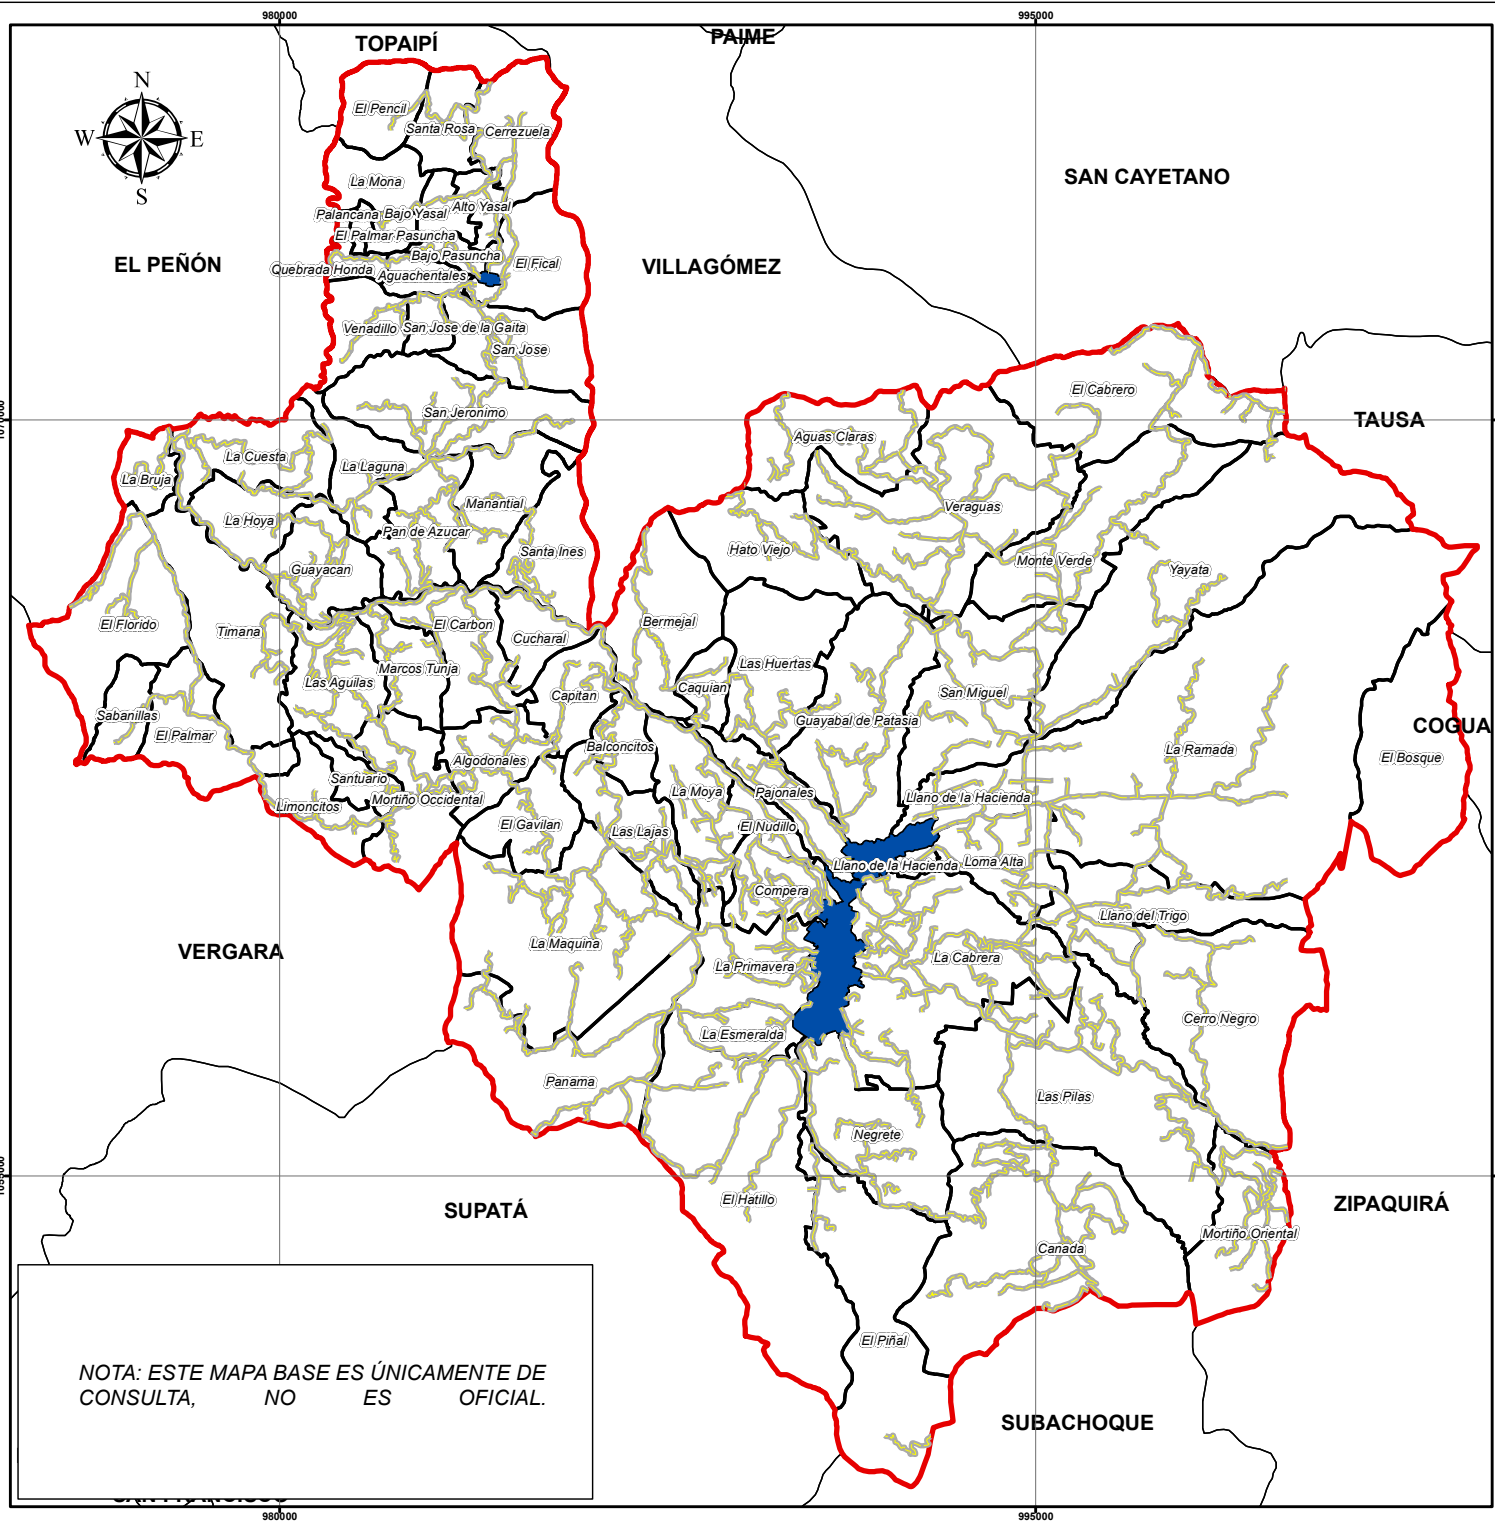 980000
995000
TOPAIPÍ
PAIME
N
W
E
S
El Pencil
Santa Rosa
Cerrezuela
SAN CAYETANO
La Mona
Palancana
Bajo Yasal
Alto Yasal
El Palmar Pasuncha
Bajo Pasuncha
El Fical
EL PEÑÓN
Quebrada Honda
Aguachentales
VILLAGÓMEZ
Venadillo
San Jose de la Gaita
San Jose
El Cabrero
San Jeronimo
TAUSA
Aguas Claras
La Cuesta
La Laguna
La Bruja
Manantial
Veraguas
La Hoya
Pan de Azucar
Hato Viejo
Santa Ines
Monte Verde
Guayacan
Yayata
El Florido
Timana
El Carbon
Cucharal
Bermejal
Marcos Tunja
Las Huertas
Las Aguilas
Capitan
Caquian
San Miguel
Sabanillas
Guayabal de Patasia
COGUA
El Palmar
Balconcitos
La Ramada
El Bosque
Algodonales
Santuario
La Moya
Pajonales
Llano de la Hacienda
Mortiño Occidental
Limoncitos
El Gavilan
Las Lajas
El Nudillo
Llano de la Hacienda
Loma Alta
Compera
Llano del Trigo
VERGARA
La Maquina
La Primavera
La Cabrera
Cerro Negro
La Esmeralda
Panama
Las Pilas
Negrete
SUPATÁ
El Hatillo
ZIPAQUIRÁ
Mortiño Oriental
Canada
El Piñal
NOTA: ESTE MAPA BASE ES ÚNICAMENTE DE
CONSULTA, NO ES OFICIAL.
SUBACHOQUE
980000
995000